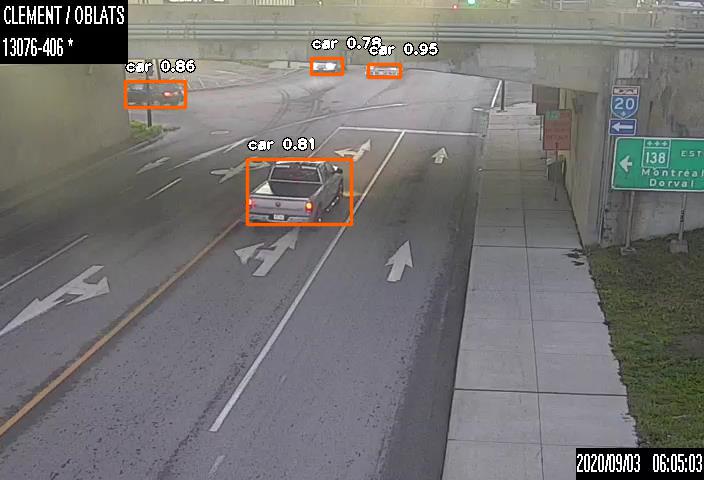 CLEMENT / OBLATS
13076-406 *
car 0.78
car 0.95
car 0.86
car 0.81
20
138 EST
Montréal
Dorval
2020/09/03 06:05:03